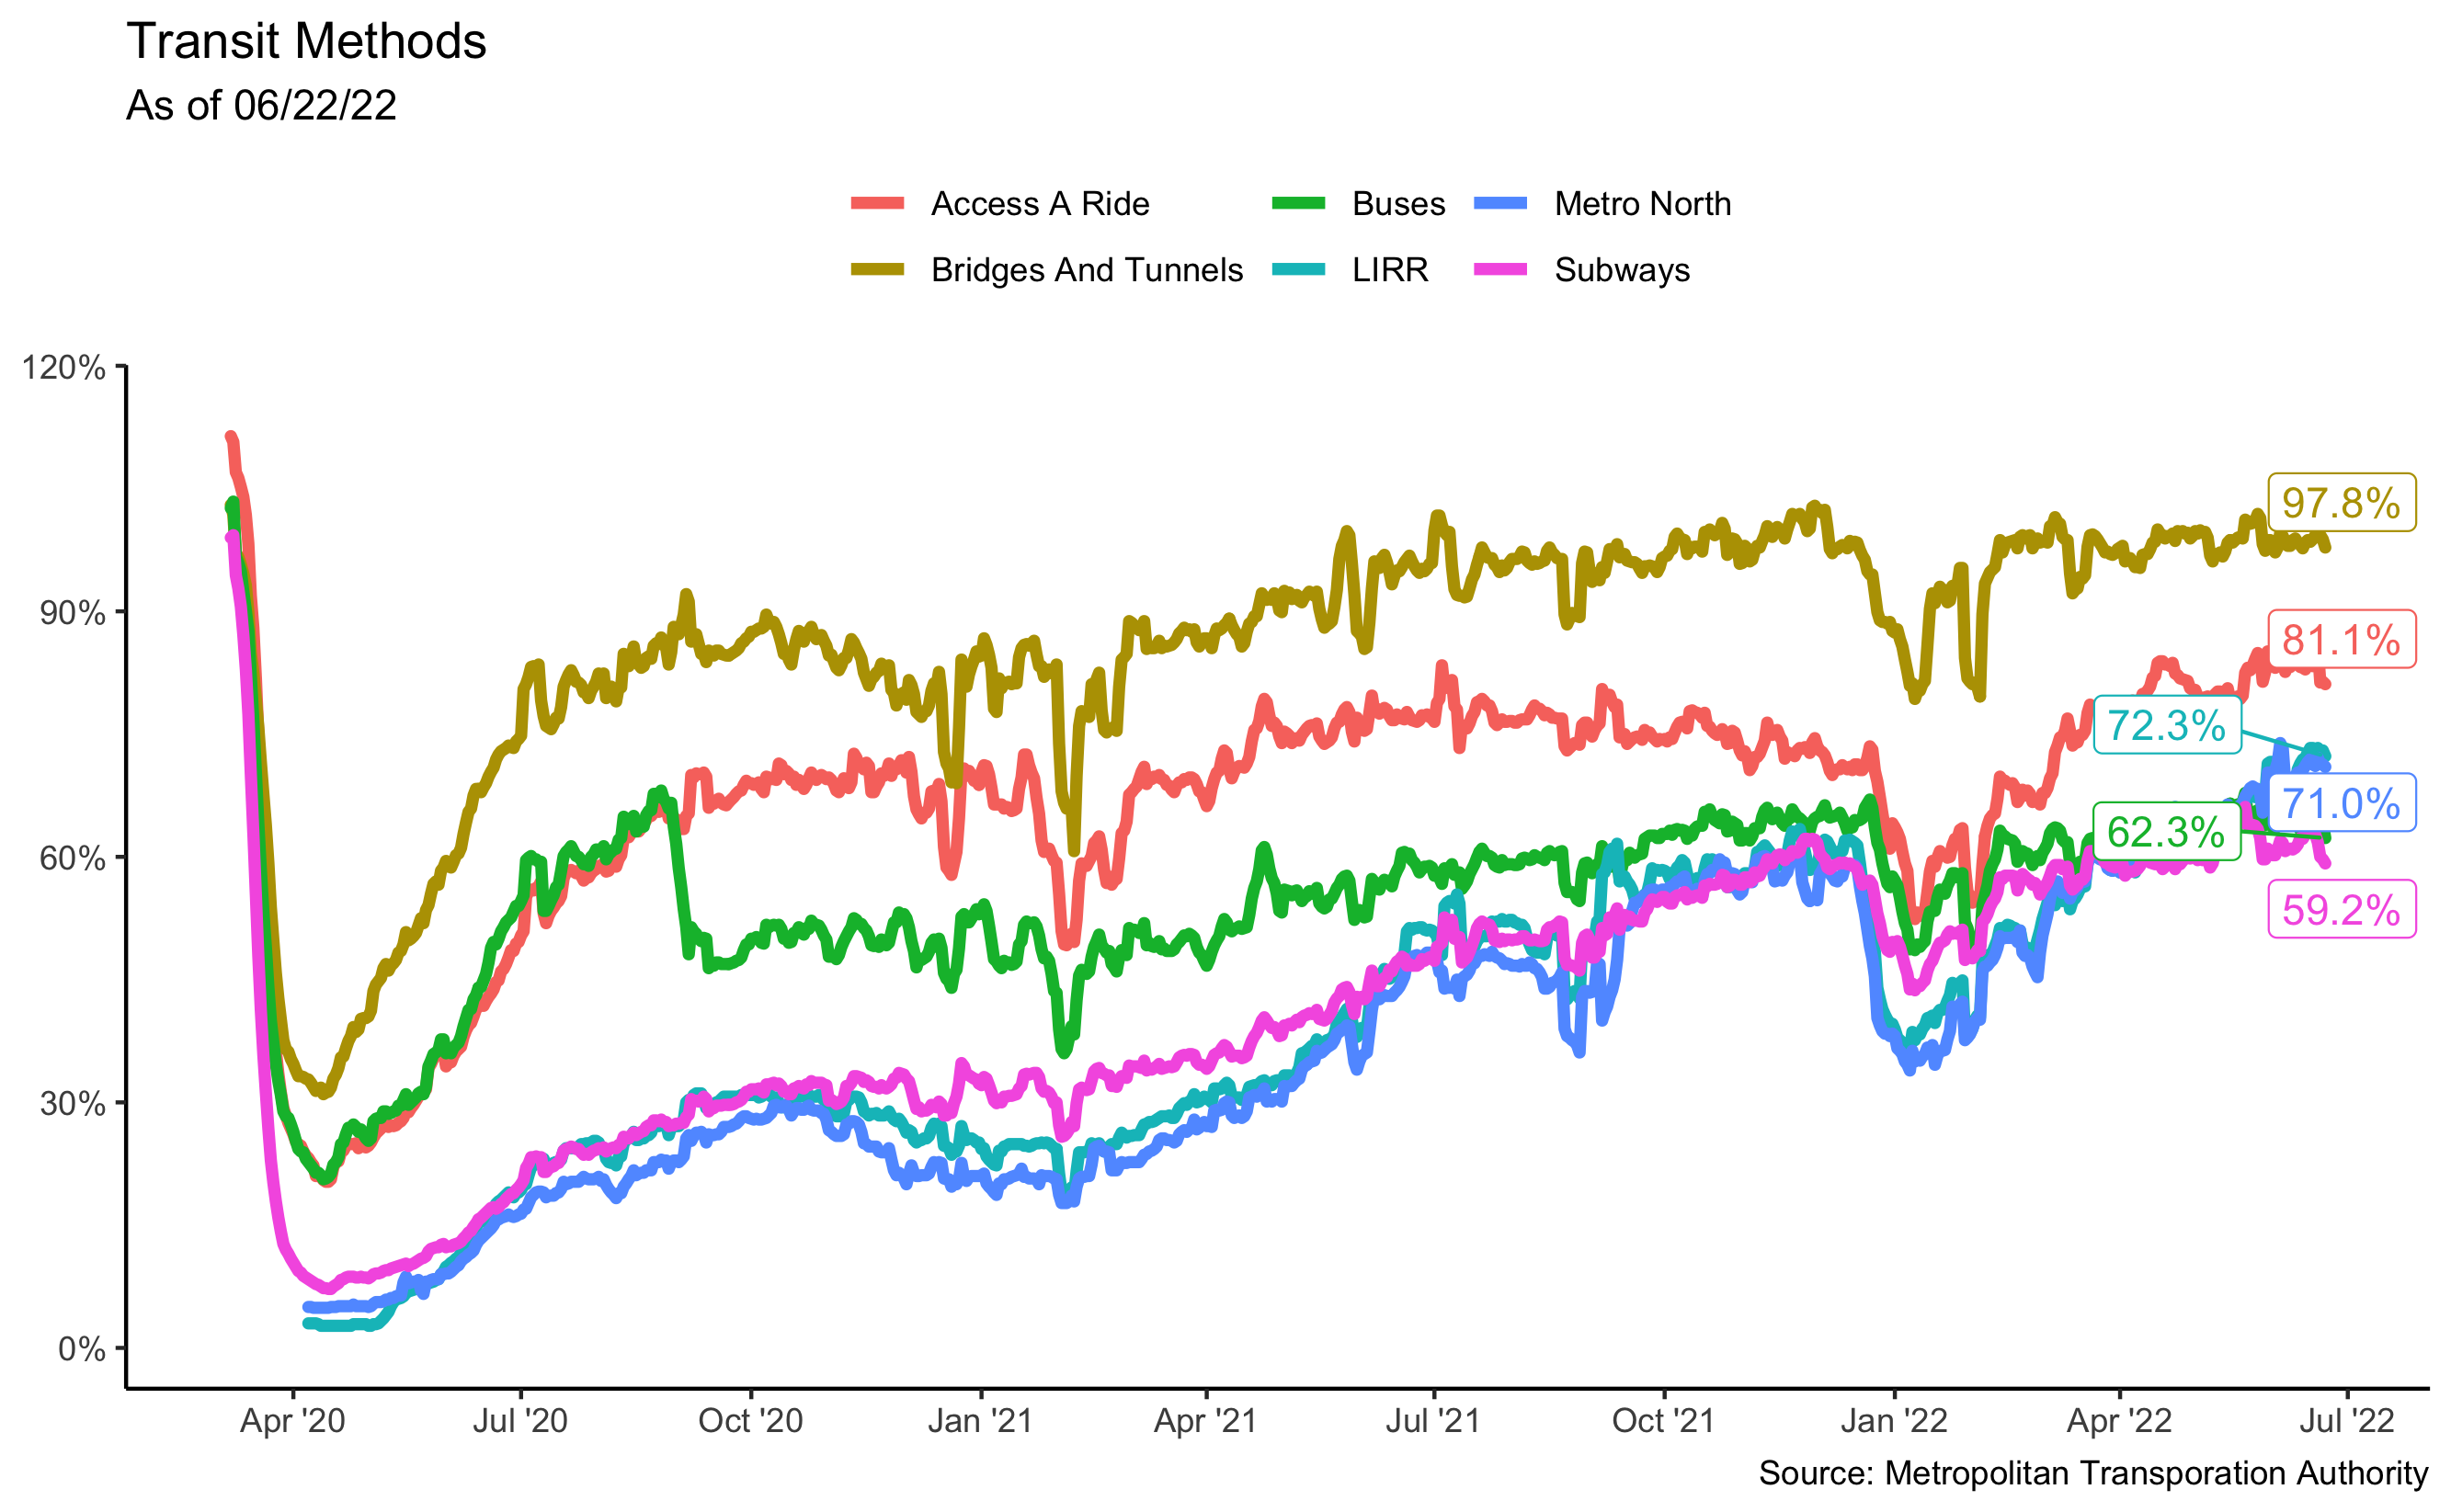 Transit Methods
As of 06/22/22
Access A Ride
Buses
Metro North
Bridges And Tunnels
LIRR
Subways
120%
90%
60%
30%
0%
97.8%
81.1%
72.3%
71.0%
62.3%
59.2%
Apr '20
Jul '20
Oct '20
Jan '21
Apr '21
Jul '21
Oct '21
Jan '22
Apr '22
Jul '22
Source: Metropolitan Transporation Authority